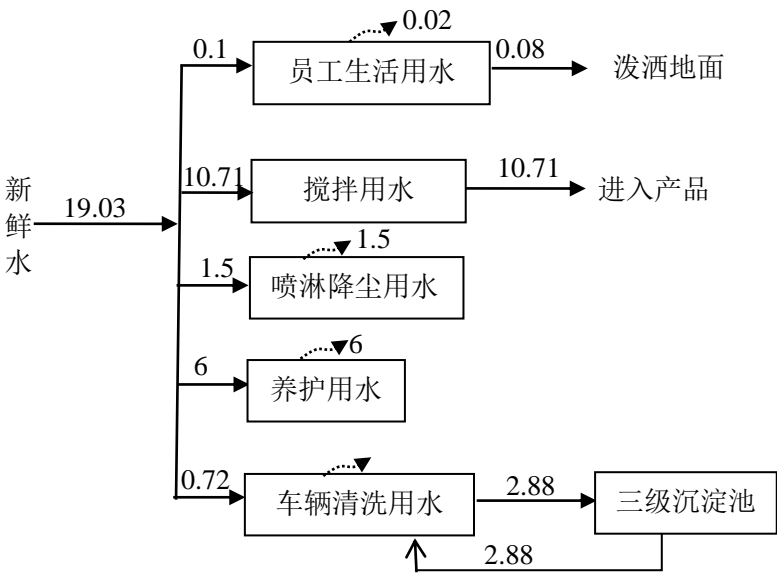 0.02
0.1 员工生活用水 0.08 泼洒地面
新鲜水 19.03
10.71 搅拌用水 10.71 进入产品
1.5
1.5 喷淋降尘用水
6
6 养护用水
0.72 车辆清洗用水 2.88 三级沉淀池
2.88